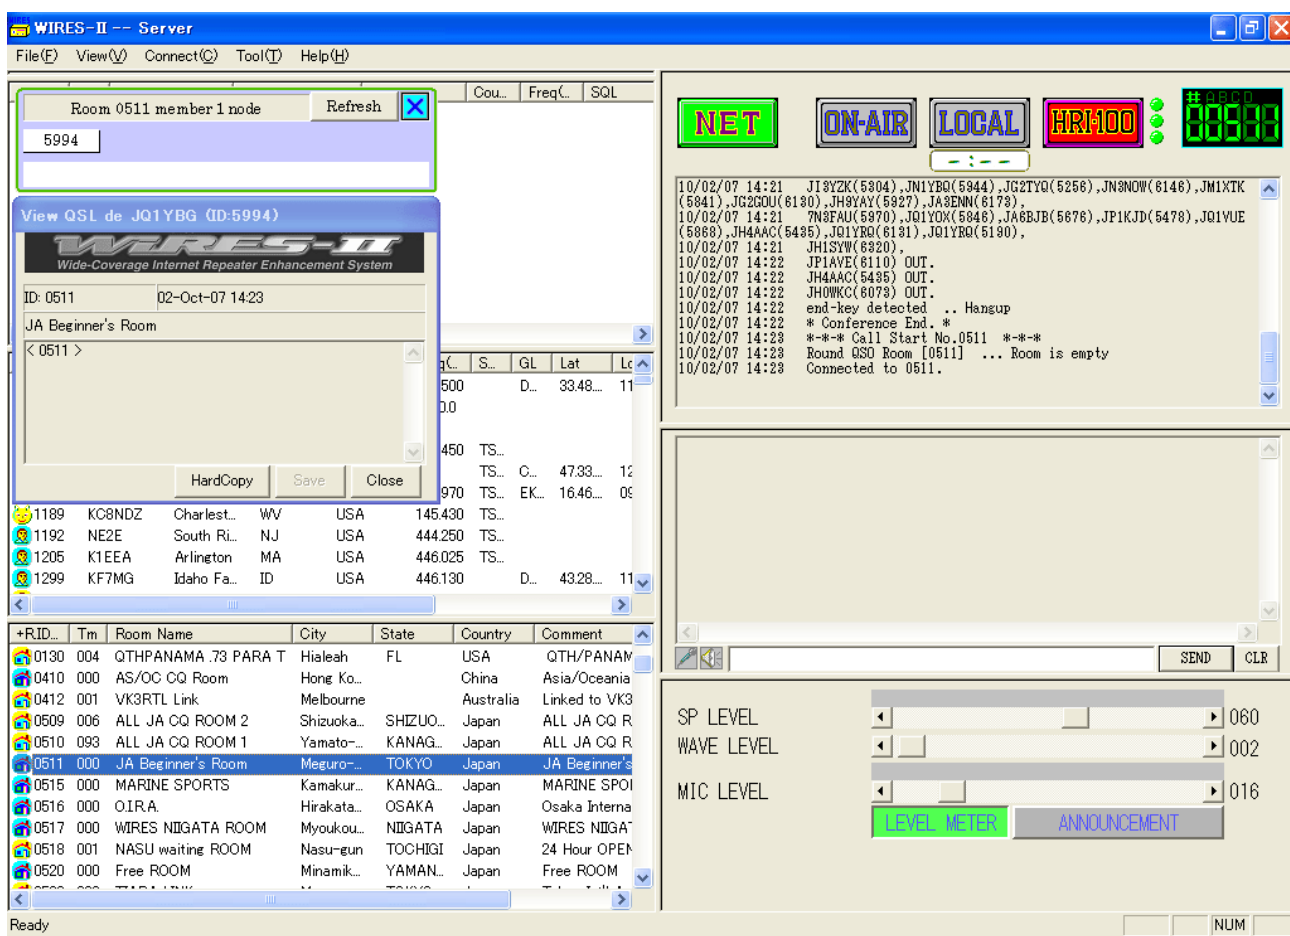 WIRES-II -- Server
File(F) View(V) Connect(C) Tool(T) Help(H)
Room 0511 member 1 node Refresh
5994
Cou... Freq(... SQL
View QSL de JQ1YBG (ID:5994)
WiRES-II
Wide-Coverage Internet Repeater Enhancement System
ID: 0511 02-Oct-07 14:23
JA Beginner's Room
< 0511 >
HardCopy Save Close
S... GL Lat
500 D... 33.48... 11
0.0
450 TS...
TS... C... 47.33... 12
970 TS... EK... 16.46... 09
1189 KC8NDZ Charlest... WV USA 145.430 TS...
1192 NE2E South Ri... NJ USA 444.250 TS...
1205 K1EEA Arlington MA USA 446.025 TS...
1299 KF7MG Idaho Fa... ID USA 446.130 D... 43.28... 11
+R.ID... Tm Room Name City State Country Comment
0130 004 QTHPANAMA .73 PARA T Hialeah FL USA QTH/PANAM
0410 000 AS/OC CQ Room Hong Ko... China Asia/Oceania
0412 001 VK3RTL Link Melbourne Australia Linked to VK3
0509 006 ALL JA CQ ROOM 2 Shizuoka... SHIZUO... Japan ALL JA CQ R
0510 093 ALL JA CQ ROOM 1 Yamato-... KANAG... Japan ALL JA CQ R
0511 000 JA Beginner's Room Meguro-... TOKYO Japan JA Beginner's
0515 000 MARINE SPORTS Kamakur... KANAG... Japan MARINE SPO
0516 000 O.I.R.A. Hirakata... OSAKA Japan Osaka Interna
0517 000 WIRES NIIGATA ROOM Myoukou... NIIGATA Japan WIRES NIIGA
0518 001 NASU waiting ROOM Nasu-gun TOCHIGI Japan 24 Hour OPEN
0520 000 Free ROOM Minamik... YAMAN... Japan Free ROOM
Ready
NET ON-AIR LOCAL HRI-100 # A B C D
- : - -
10/02/07 14:21 JI3YZK(5304),JN1YBQ(5944),JG2TYQ(5256),JN3NOW(6146),JM1XTK
(5841),JG2GOU(6130),JH9YAY(5927),JA3ENN(6173),
10/02/07 14:21 7N3FAU(5970),JQ1YOX(5846),JA6BJB(5676),JP1KJD(5478),JQ1VUE
(5868),JH4AAC(5435),JQ1YRQ(6131),JQ1YRQ(5190),
10/02/07 14:21 JH1SYW(6320),
10/02/07 14:22 JP1AVE(6110) OUT.
10/02/07 14:22 JH4AAC(5435) OUT.
10/02/07 14:22 JH0WKC(6073) OUT.
10/02/07 14:22 end-key detected .. Hangup
10/02/07 14:22 * Conference End. *
10/02/07 14:23 *-*-* Call Start No.0511 *-*-*
10/02/07 14:23 Round QSO Room [0511] ... Room is empty
10/02/07 14:23 Connected to 0511.
SEND CLR
SP LEVEL 060
WAVE LEVEL 002
MIC LEVEL 016
LEVEL METER ANNOUNCEMENT
NUM